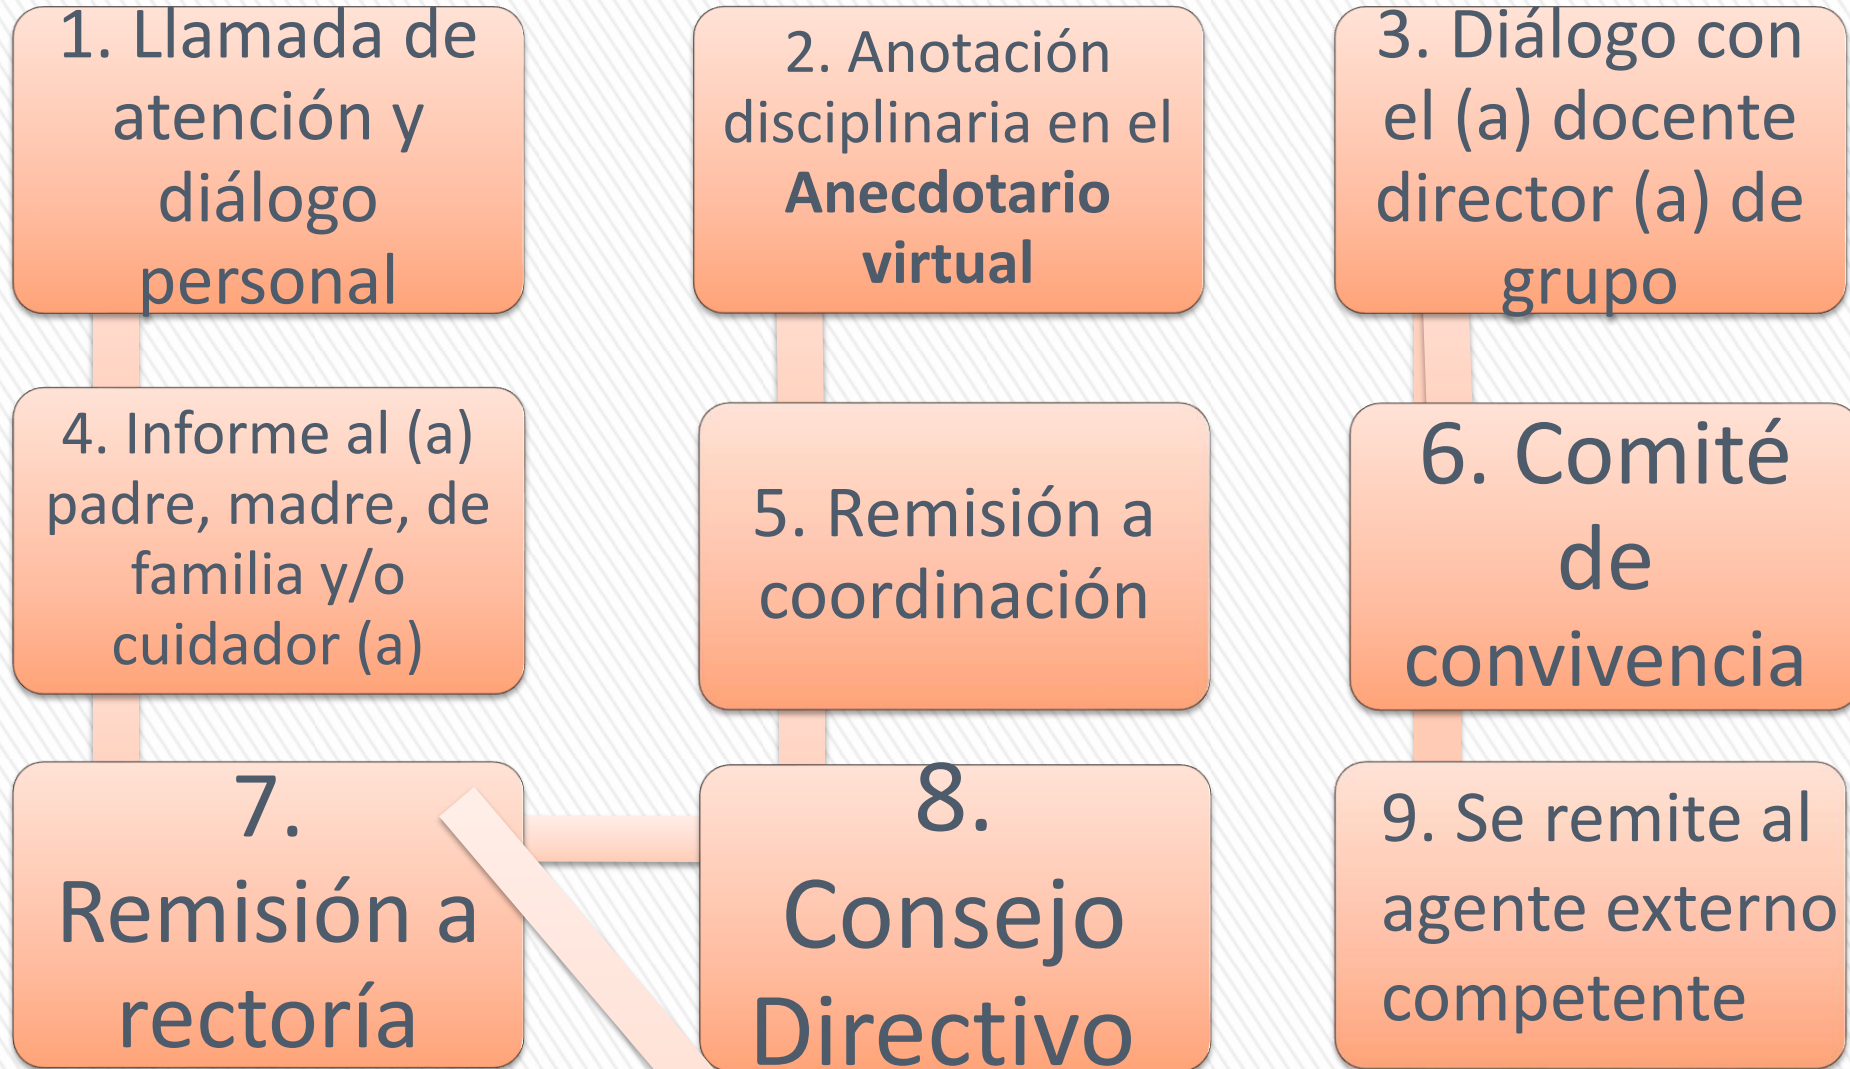 1. Llamada de
atención y
diálogo
personal
2. Anotación
disciplinaria en el
Anecdotario
virtual
3. Diálogo con
el (a) docente
director (a) de
grupo
4. Informe al (a)
padre, madre, de
familia y/o
cuidador (a)
5. Remisión a
coordinación
6. Comité
de
convivencia
7.
Remisión a
rectoría
8.
Consejo
Directivo
9. Se remite al
agente externo
competente